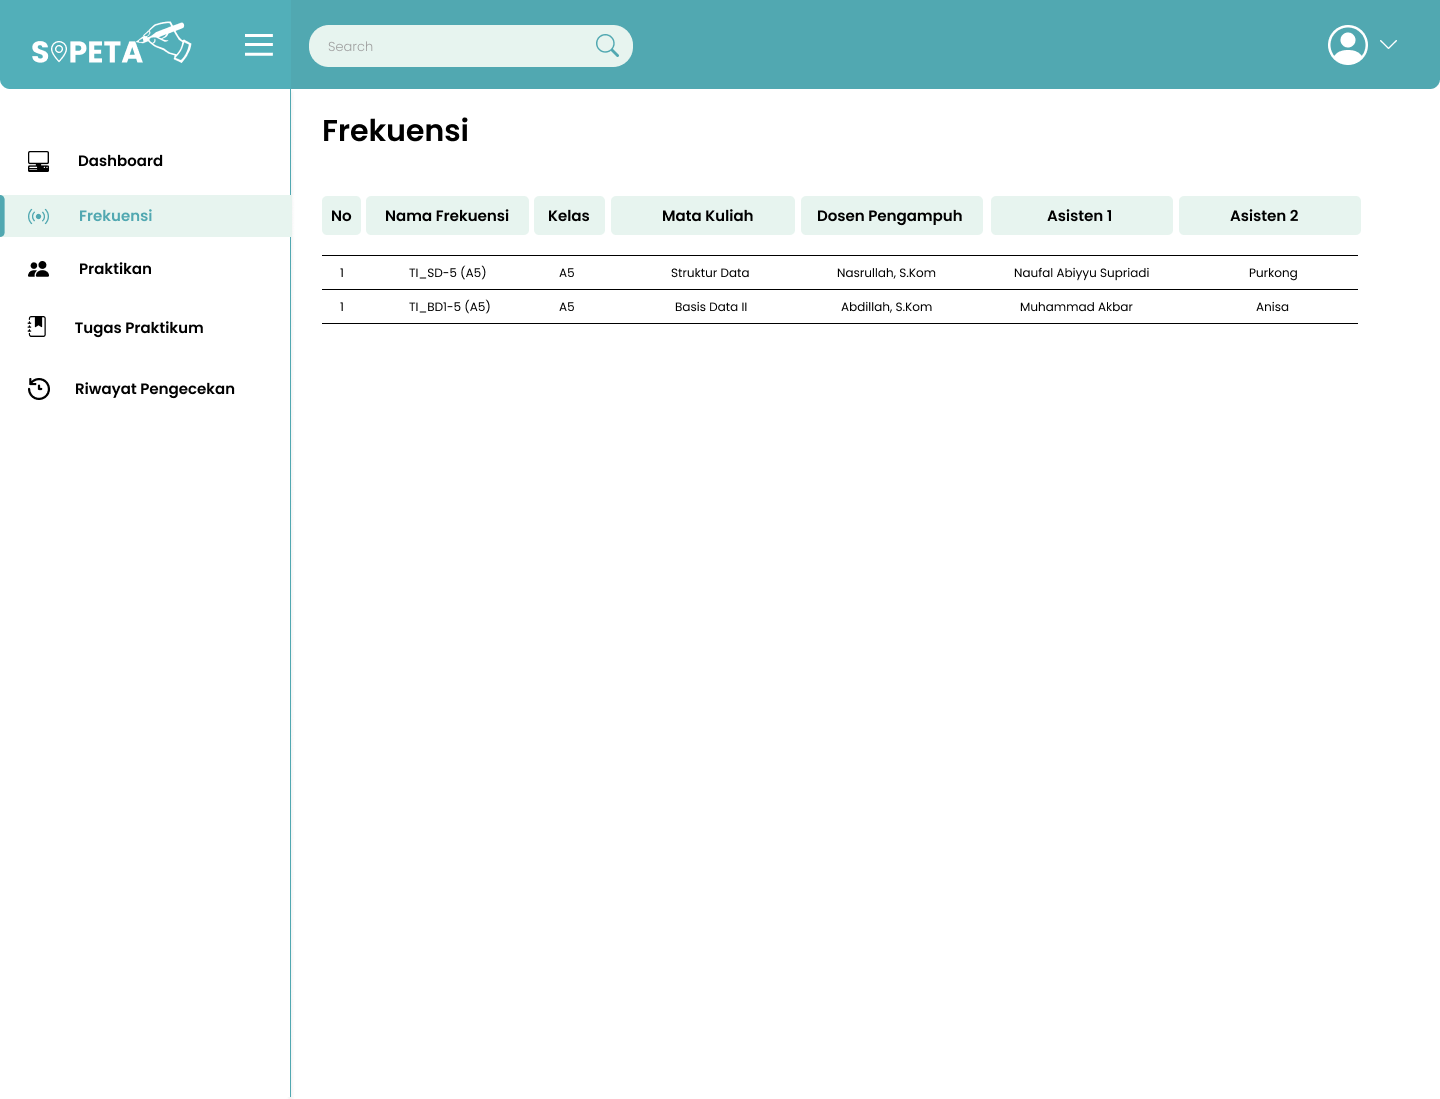 SOPETA
Search
Dashboard
Frekuensi
Praktikan
Tugas Praktikum
Riwayat Pengecekan
Frekuensi
No Nama Frekuensi Kelas Mata Kuliah Dosen Pengampuh Asisten 1 Asisten 2
1 TI_SD-5 (A5) A5 Struktur Data Nasrullah, S.Kom Naufal Abiyyu Supriadi Purkong
1 TI_BD1-5 (A5) A5 Basis Data II Abdillah, S.Kom Muhammad Akbar Anisa